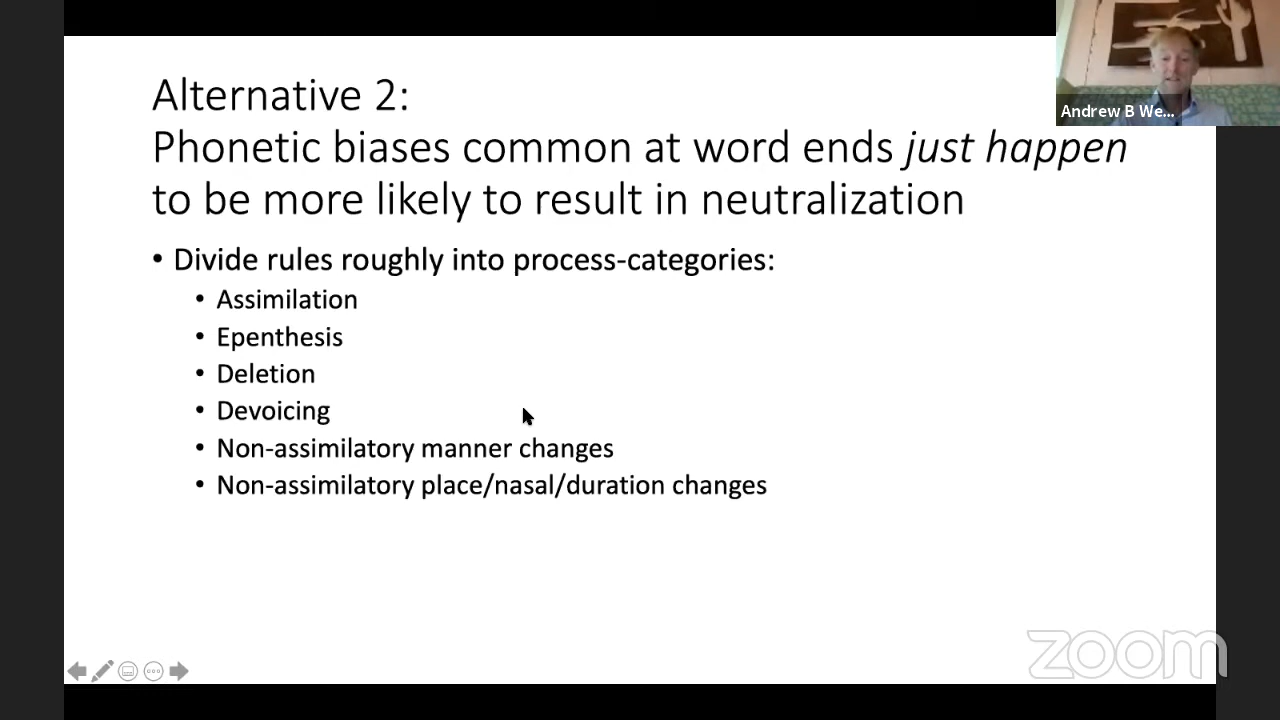 Alternative 2:
Phonetic biases common at word ends just happen
to be more likely to result in neutralization
• Divide rules roughly into process-categories:
• Assimilation
• Epenthesis
• Deletion
• Devoicing
• Non-assimilatory manner changes
• Non-assimilatory place/nasal/duration changes
Andrew B We...
zoom